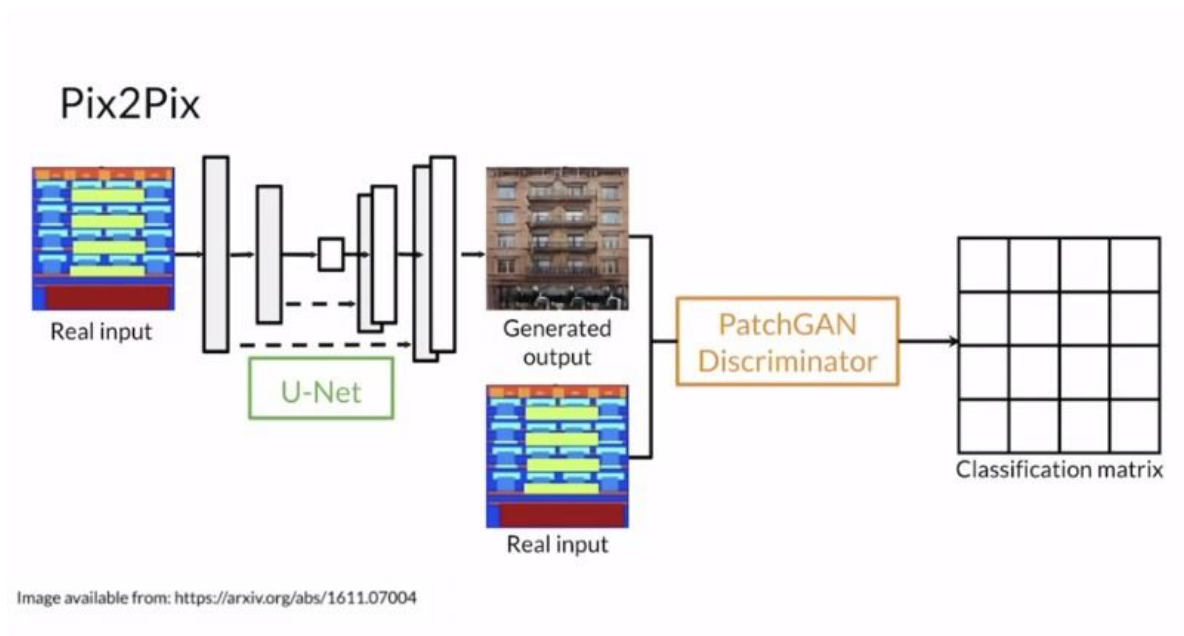 Pix2Pix
Real input
U-Net
Generated
output
Real input
PatchGAN
Discriminator
Classification matrix
Image available from: https://arxiv.org/abs/1611.07004